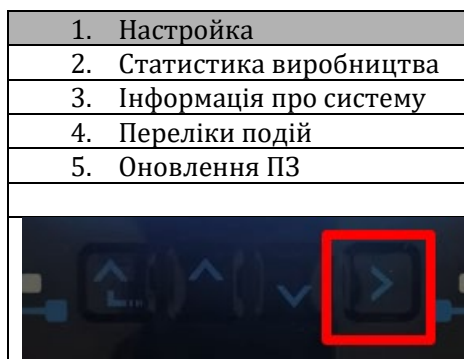 1. Настройка
2. Статистика виробництва
3. Інформація про систему
4. Переліки подій
5. Оновлення ПЗ